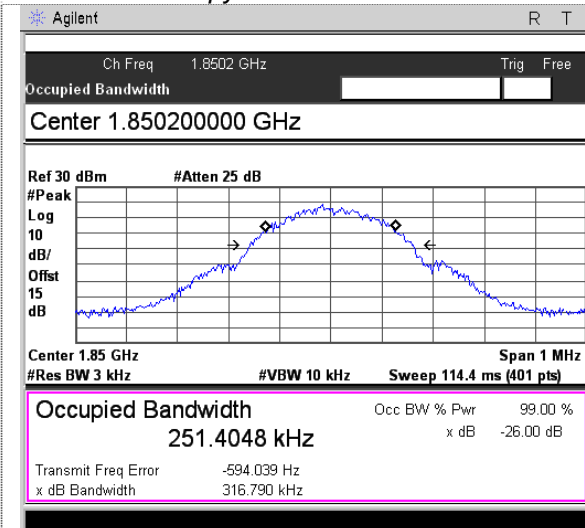 Agilent R T
Ch Freq 1.8502 GHz Trig Free
Occupied Bandwidth
Center 1.850200000 GHz
Ref 30 dBm #Atten 25 dB
#Peak
Log
10
dB/
Offst
15
dB
Center 1.85 GHz Span 1 MHz
#Res BW 3 kHz #VBW 10 kHz Sweep 114.4 ms (401 pts)
Occupied Bandwidth Occ BW % Pwr 99.00 %
251.4048 kHz x dB -26.00 dB
Transmit Freq Error -594.039 Hz
x dB Bandwidth 316.790 kHz